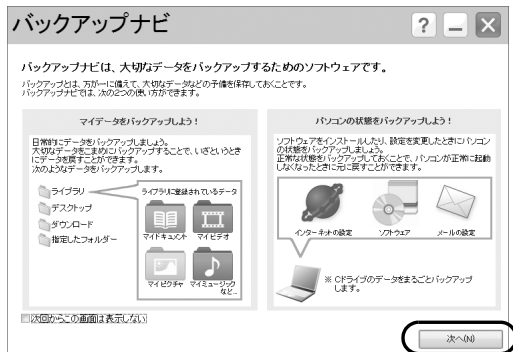 バックアップナビ
? − ×
バックアップナビは、大切なデータをバックアップするためのソフトウェアです。
バックアップとは、万が一に備えて、大切なデータなどの予備を保存しておくことです。
バックアップナビでは、次の2つの使い方ができます。
マイデータをバックアップしよう!
日常的にデータをバックアップしましょう。
大切なデータをこまめにバックアップすることで、いざというとき
にデータを戻すことができます。
次のようなデータをバックアップします。
ライブラリ
デスクトップ
ダウンロード
指定したフォルダー
ライブラリに登録されているデータ
マイドキュメント マイビデオ
マイピクチャ マイミュージック
など...
パソコンの状態をバックアップしよう!
ソフトウェアをインストールしたり、設定を変更したときにパソコン
の状態をバックアップしましょう。
正常な状態をバックアップしておくことで、パソコンが正常に起動
しなくなったときに元に戻すことができます。
インターネットの設定 ソフトウェア メールの設定
※ Cドライブのデータをまるごとバックアップ
します。
次回からこの画面は表示しない
次へ(N)